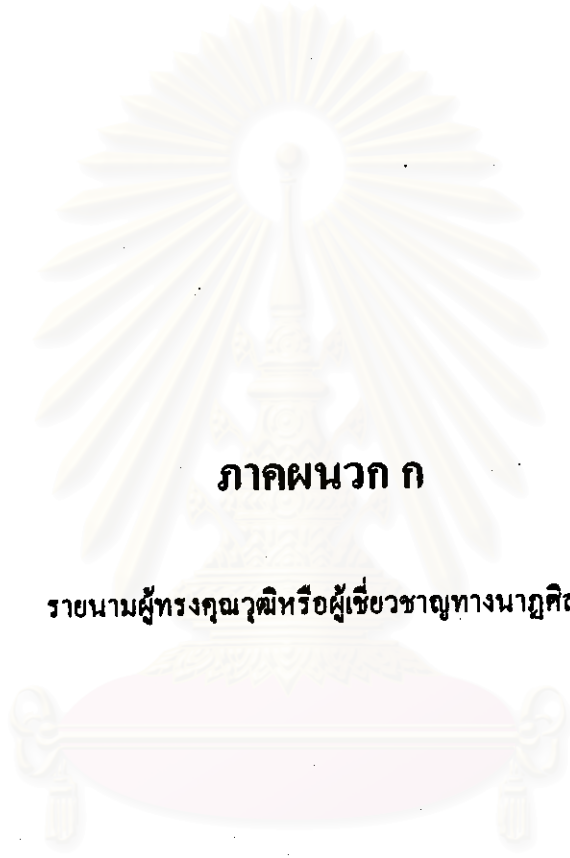 ภาคผนวก ก
รายนามผู้ทรงคุณวุฒิหรือผู้เชี่ยวชาญทางนาฏศิ